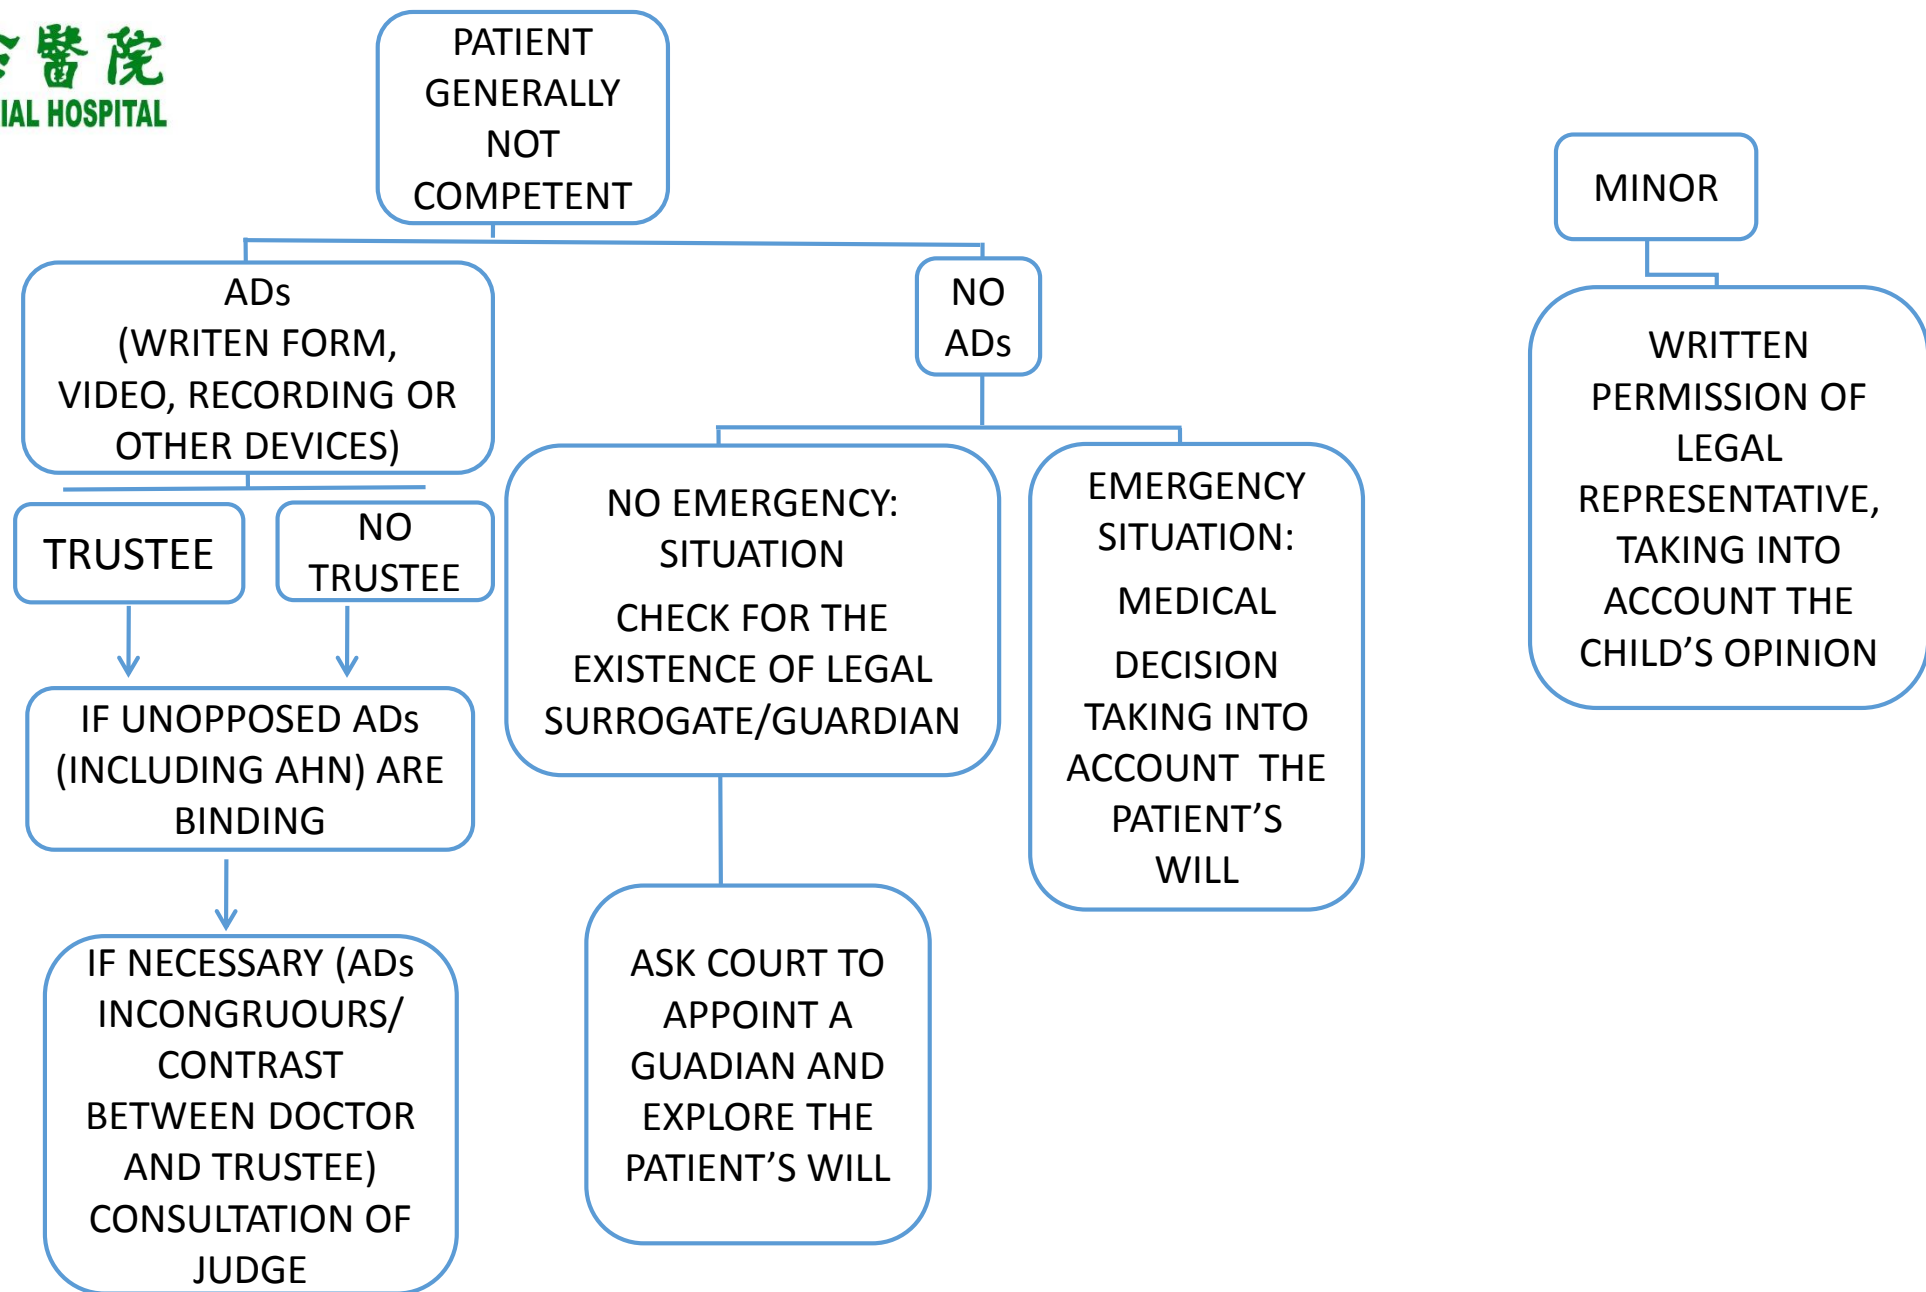 醫院
HOSPITAL
PATIENT
GENERALLY
NOT
COMPETENT
MINOR
ADs
(WRITEN FORM,
VIDEO, RECORDING OR
OTHER DEVICES)
NO
ADs
WRITTEN
PERMISSION OF
LEGAL
REPRESENTATIVE,
TAKING INTO
ACCOUNT THE
CHILD’S OPINION
TRUSTEE
NO
TRUSTEE
NO EMERGENCY:
SITUATION
CHECK FOR THE
EXISTENCE OF LEGAL
SURROGATE/GUARDIAN
EMERGENCY
SITUATION:
MEDICAL
DECISION
TAKING INTO
ACCOUNT THE
PATIENT’S
WILL
IF UNOPPOSED ADs
(INCLUDING AHN) ARE
BINDING
IF NECESSARY (ADs
INCONGRUOURS/
CONTRAST
BETWEEN DOCTOR
AND TRUSTEE)
CONSULTATION OF
JUDGE
ASK COURT TO
APPOINT A
GUADIAN AND
EXPLORE THE
PATIENT’S WILL